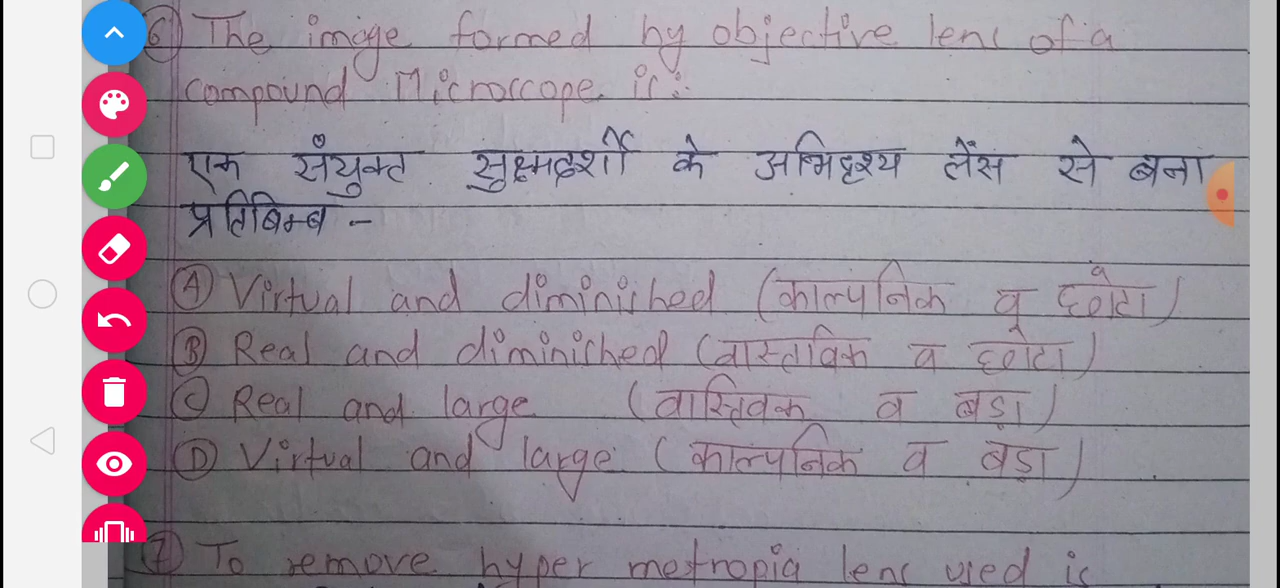 6) The image formed by objective lens of a
compound Microscope is:
एक संयुक्त सुक्ष्मदर्शी के अभिदृश्य लेंस से बना
प्रतिबिम्ब -
(A) Virtual and diminished (काल्पनिक व छोटा)
(B) Real and diminished (वास्तविक व छोटा)
(C) Real and large (वास्तिवक व बड़ा)
(D) Virtual and large (काल्पनिक व बड़ा)
7) To remove hyper metropia lens used is